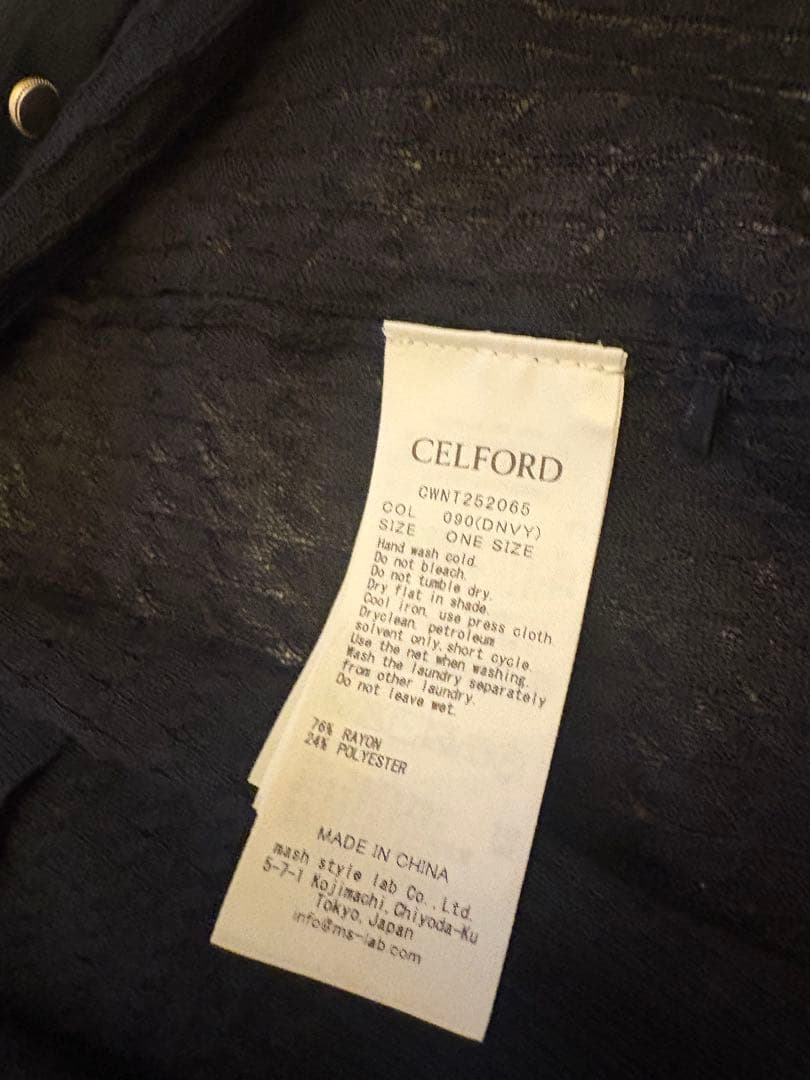 CELFORD
CWNT252065
COL 090(DNVY)
SIZE ONE SIZE
Hand wash cold.
Do not bleach.
Do not tumble dry.
Dry flat in shade.
Cool iron, use press cloth.
Dryclean, petroleum
solvent only, short cycle.
Use the net when washing.
Wash the laundry separately
from other laundry.
Do not leave wet.
76% RAYON
24% POLYESTER
MADE IN CHINA
mash style lab Co., Ltd.
5-7-1 Kojimachi, Chiyoda-Ku
Tokyo, Japan
info@ms-lab.com